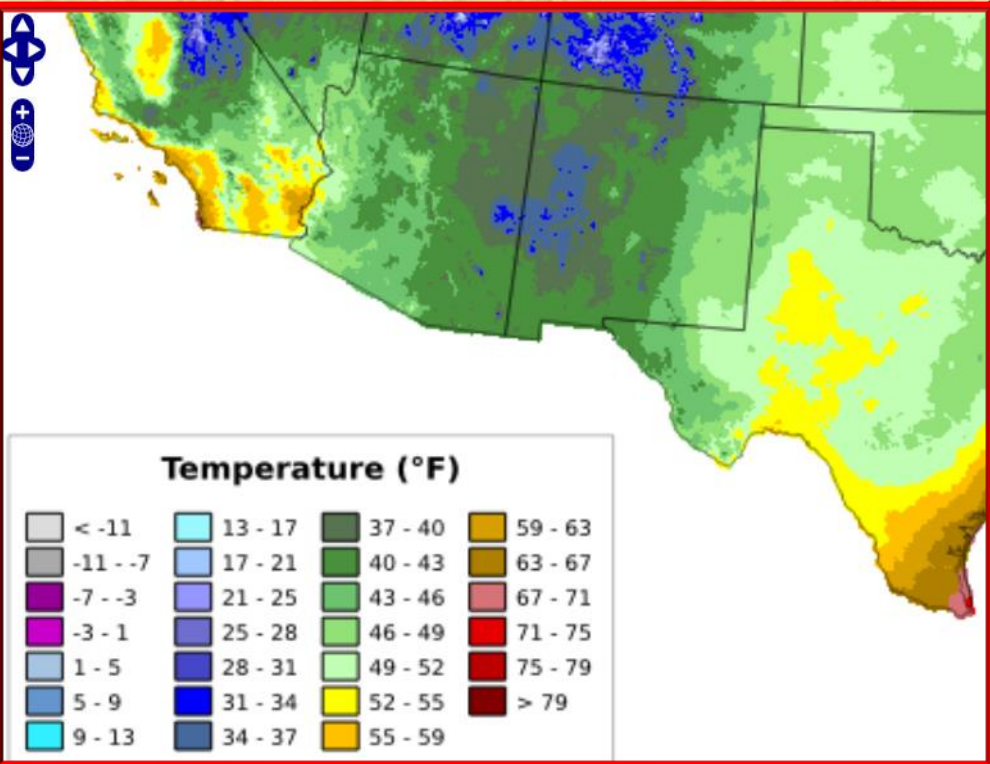 +
−
Temperature (°F)
< -11
-11 - -7
-7 - -3
-3 - 1
1 - 5
5 - 9
9 - 13
13 - 17
17 - 21
21 - 25
25 - 28
28 - 31
31 - 34
34 - 37
37 - 40
40 - 43
43 - 46
46 - 49
49 - 52
52 - 55
55 - 59
59 - 63
63 - 67
67 - 71
71 - 75
75 - 79
> 79